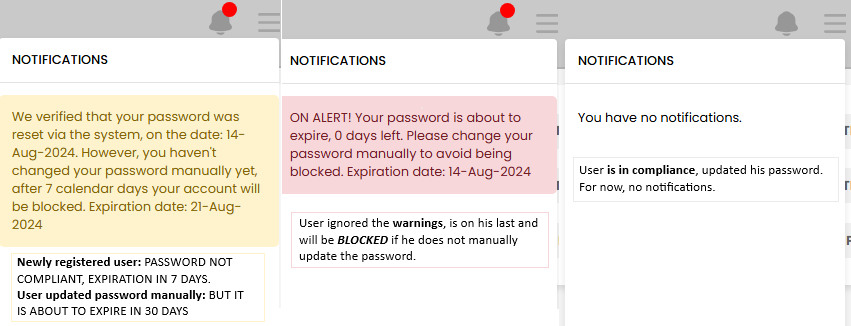 NOTIFICATIONS
We verified that your password was
reset via the system, on the date: 14-
Aug-2024. However, you haven't
changed your password manually yet,
after 7 calendar days your account will
be blocked. Expiration date: 21-Aug-
2024
Newly registered user: PASSWORD NOT
COMPLIANT, EXPIRATION IN 7 DAYS.
User updated password manually: BUT IT
IS ABOUT TO EXPIRE IN 30 DAYS
NOTIFICATIONS
ON ALERT! Your password is about to
expire, 0 days left. Please change your
password manually to avoid being
blocked. Expiration date: 14-Aug-2024
User ignored the warnings, is on his last and
will be BLOCKED if he does not manually
update the password.
NOTIFICATIONS
You have no notifications.
User is in compliance, updated his password.
For now, no notifications.